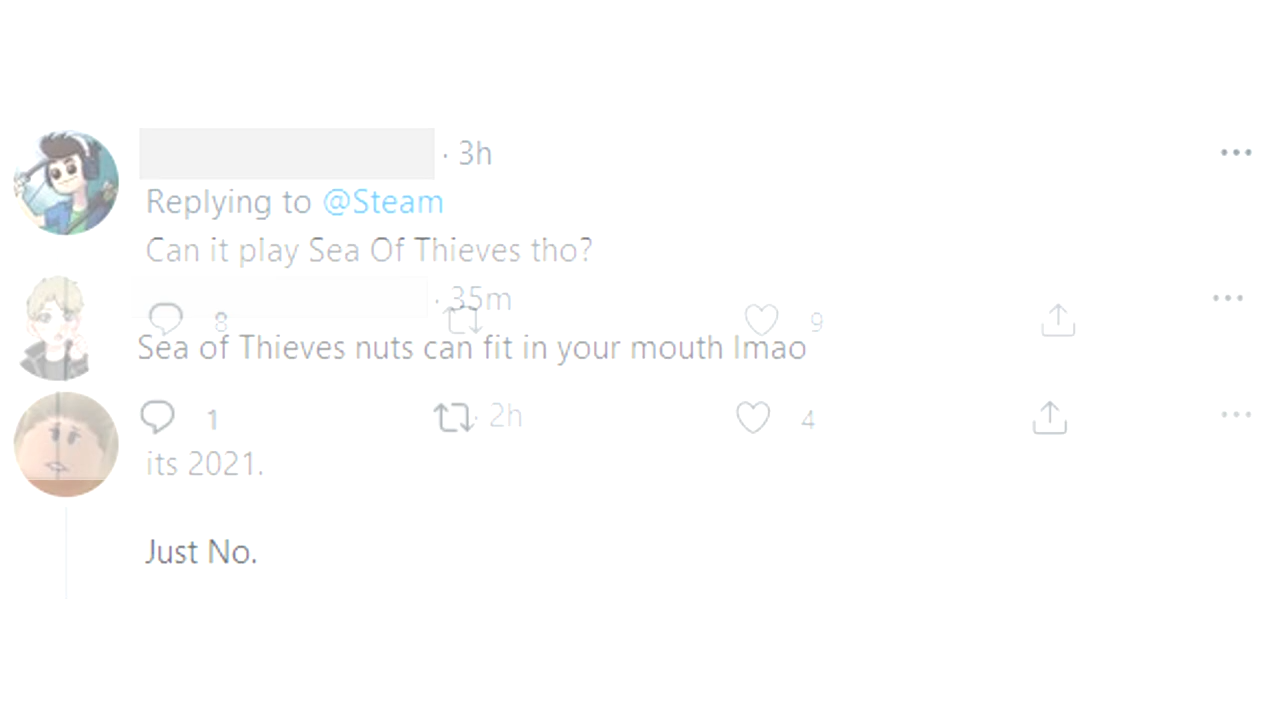 · 3h
Replying to @Steam
Can it play Sea Of Thieves tho?
· 35m
8 9
Sea of Thieves nuts can fit in your mouth lmao
1 · 2h 4
its 2021.
Just No.